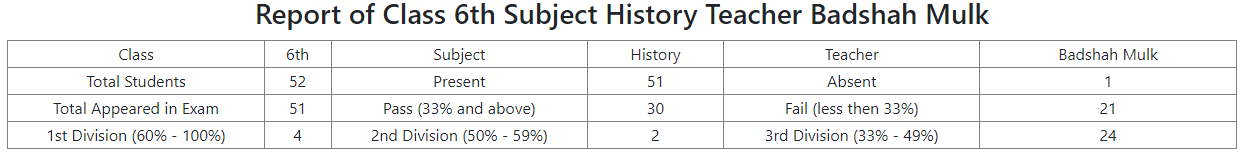 Report of Class 6th Subject History Teacher Badshah Mulk
Class 6th Subject History Teacher Badshah Mulk
Total Students 52 Present 51 Absent 1
Total Appeared in Exam 51 Pass (33% and above) 30 Fail (less then 33%) 21
1st Division (60% - 100%) 4 2nd Division (50% - 59%) 2 3rd Division (33% - 49%) 24